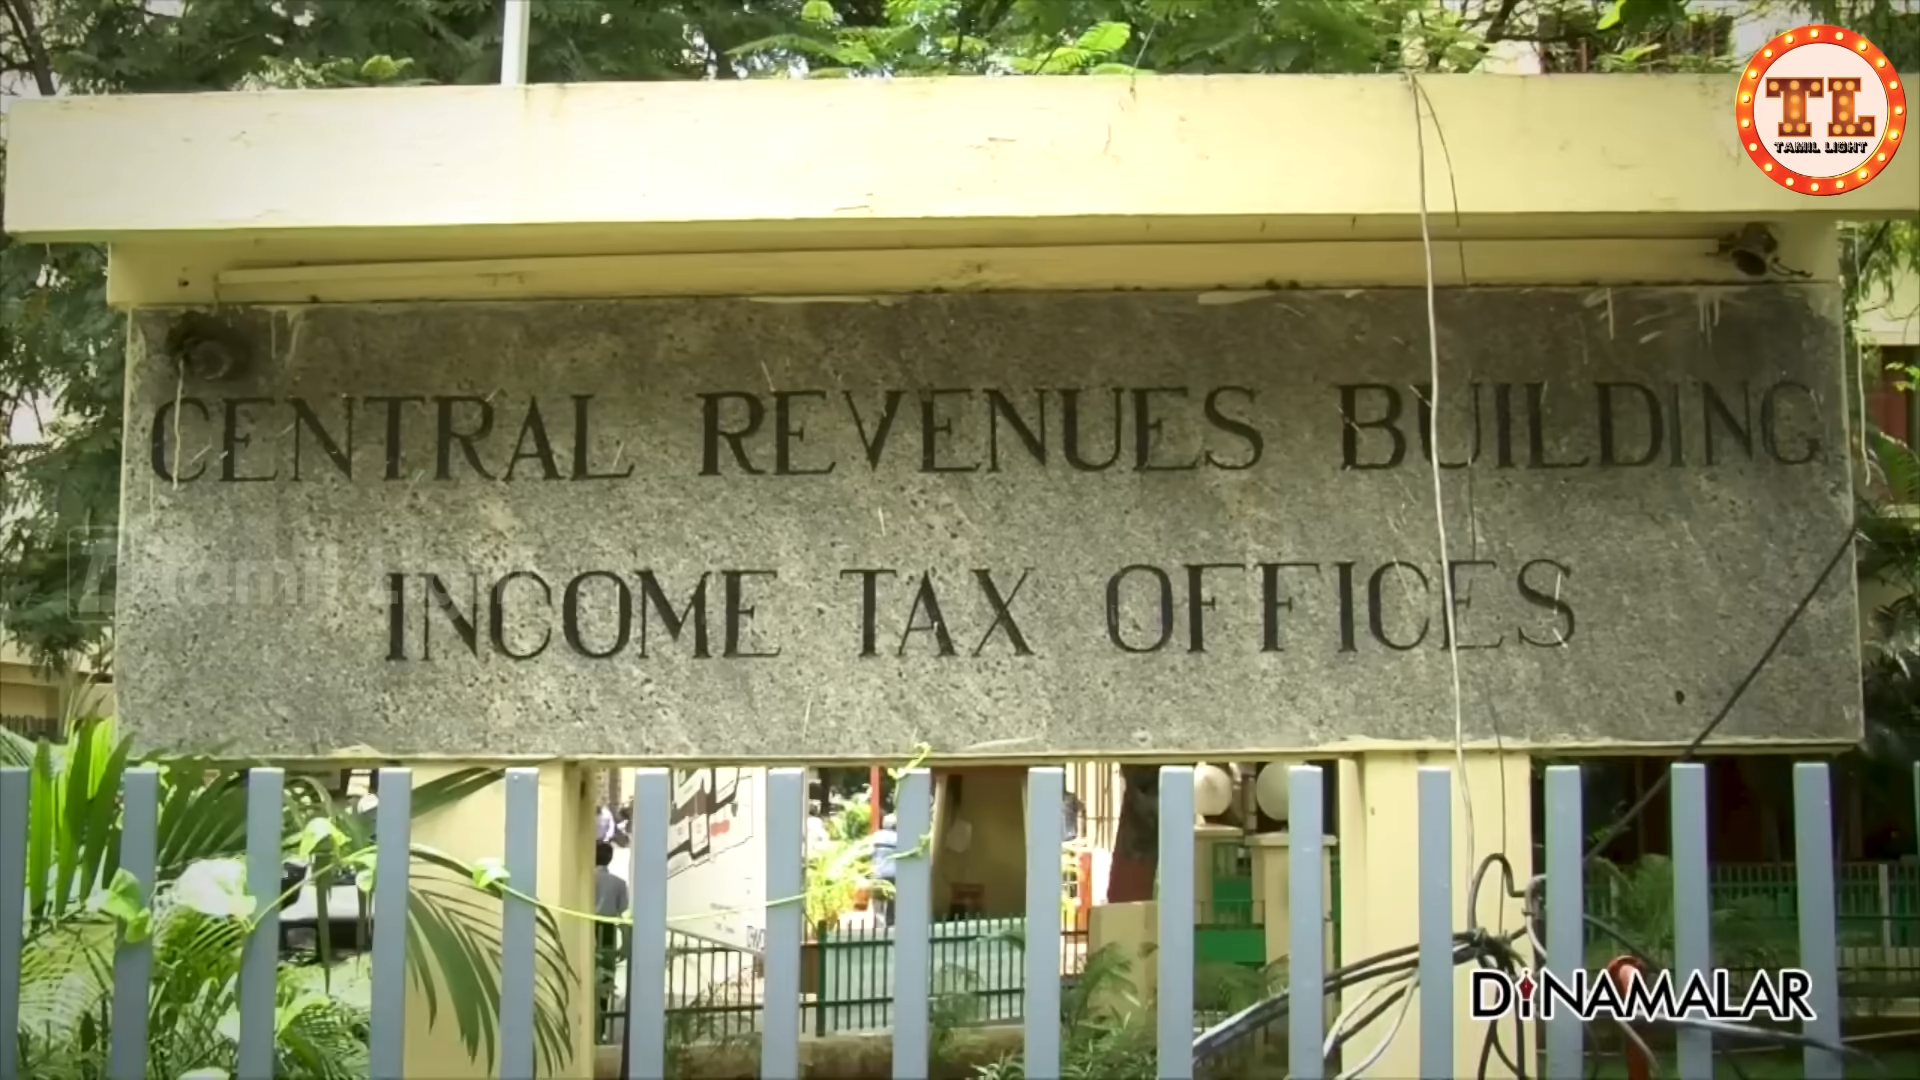 TL
TAMIL LIGHT
CENTRAL REVENUES BUILDING
INCOME TAX OFFICES
DINAMALAR